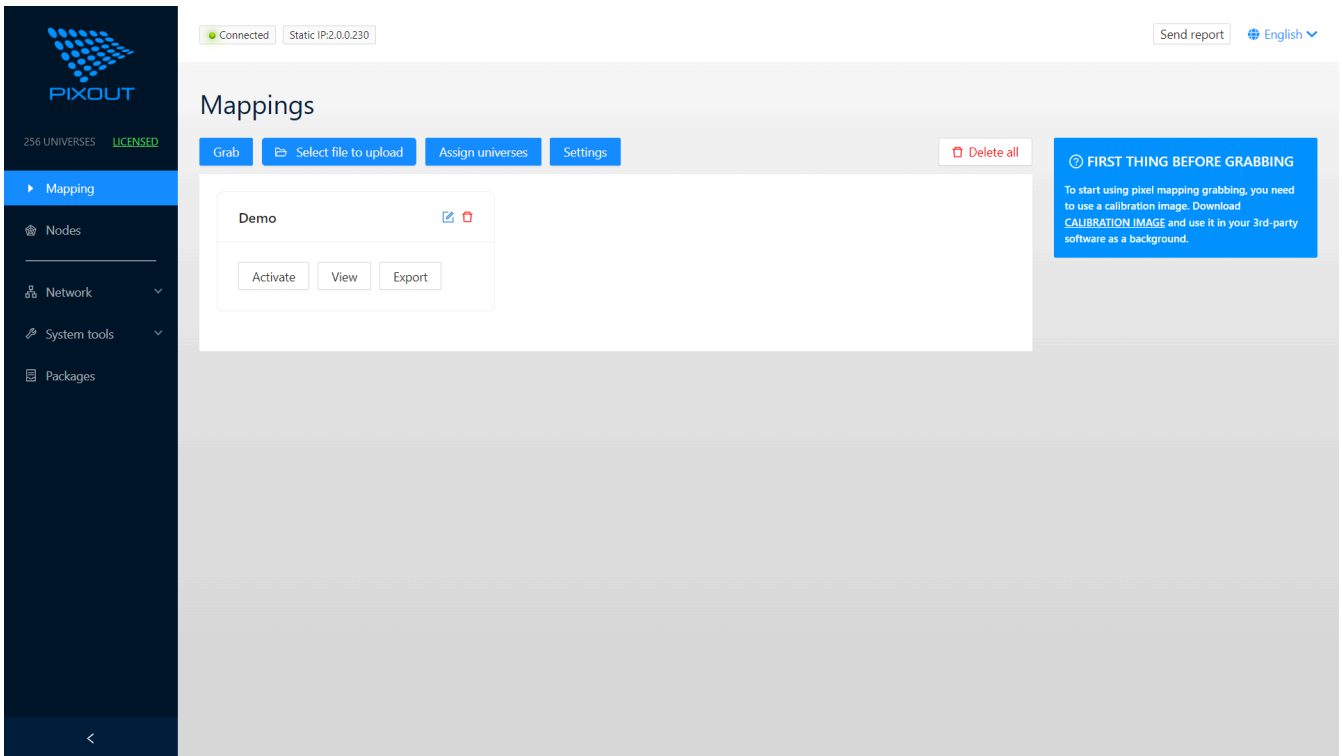 PIXOUT
256 UNIVERSES LICENSED
Mapping
Nodes
Network
System tools
Packages
Connected Static IP:2.0.0.230
Send report English
Mappings
Grab Select file to upload Assign universes Settings Delete all
Demo
Activate View Export
FIRST THING BEFORE GRABBING
To start using pixel mapping grabbing, you need
to use a calibration image. Download
CALIBRATION IMAGE and use it in your 3rd-party
software as a background.